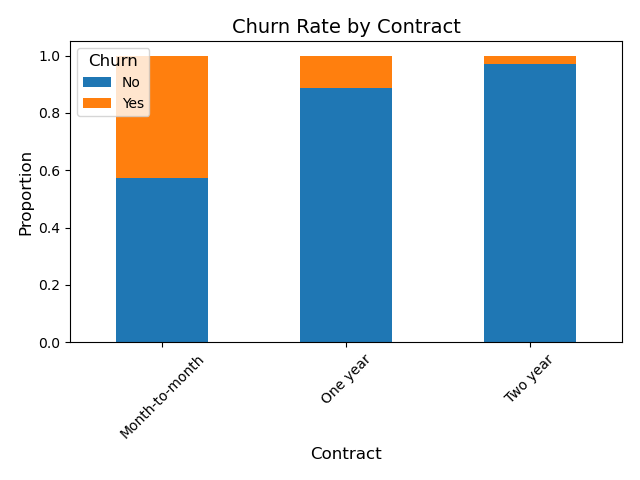 Churn Rate by Contract
Churn
No
Yes
1.0
0.8
0.6
0.4
0.2
0.0
Proportion
Month-to-month
One year
Two year
Contract